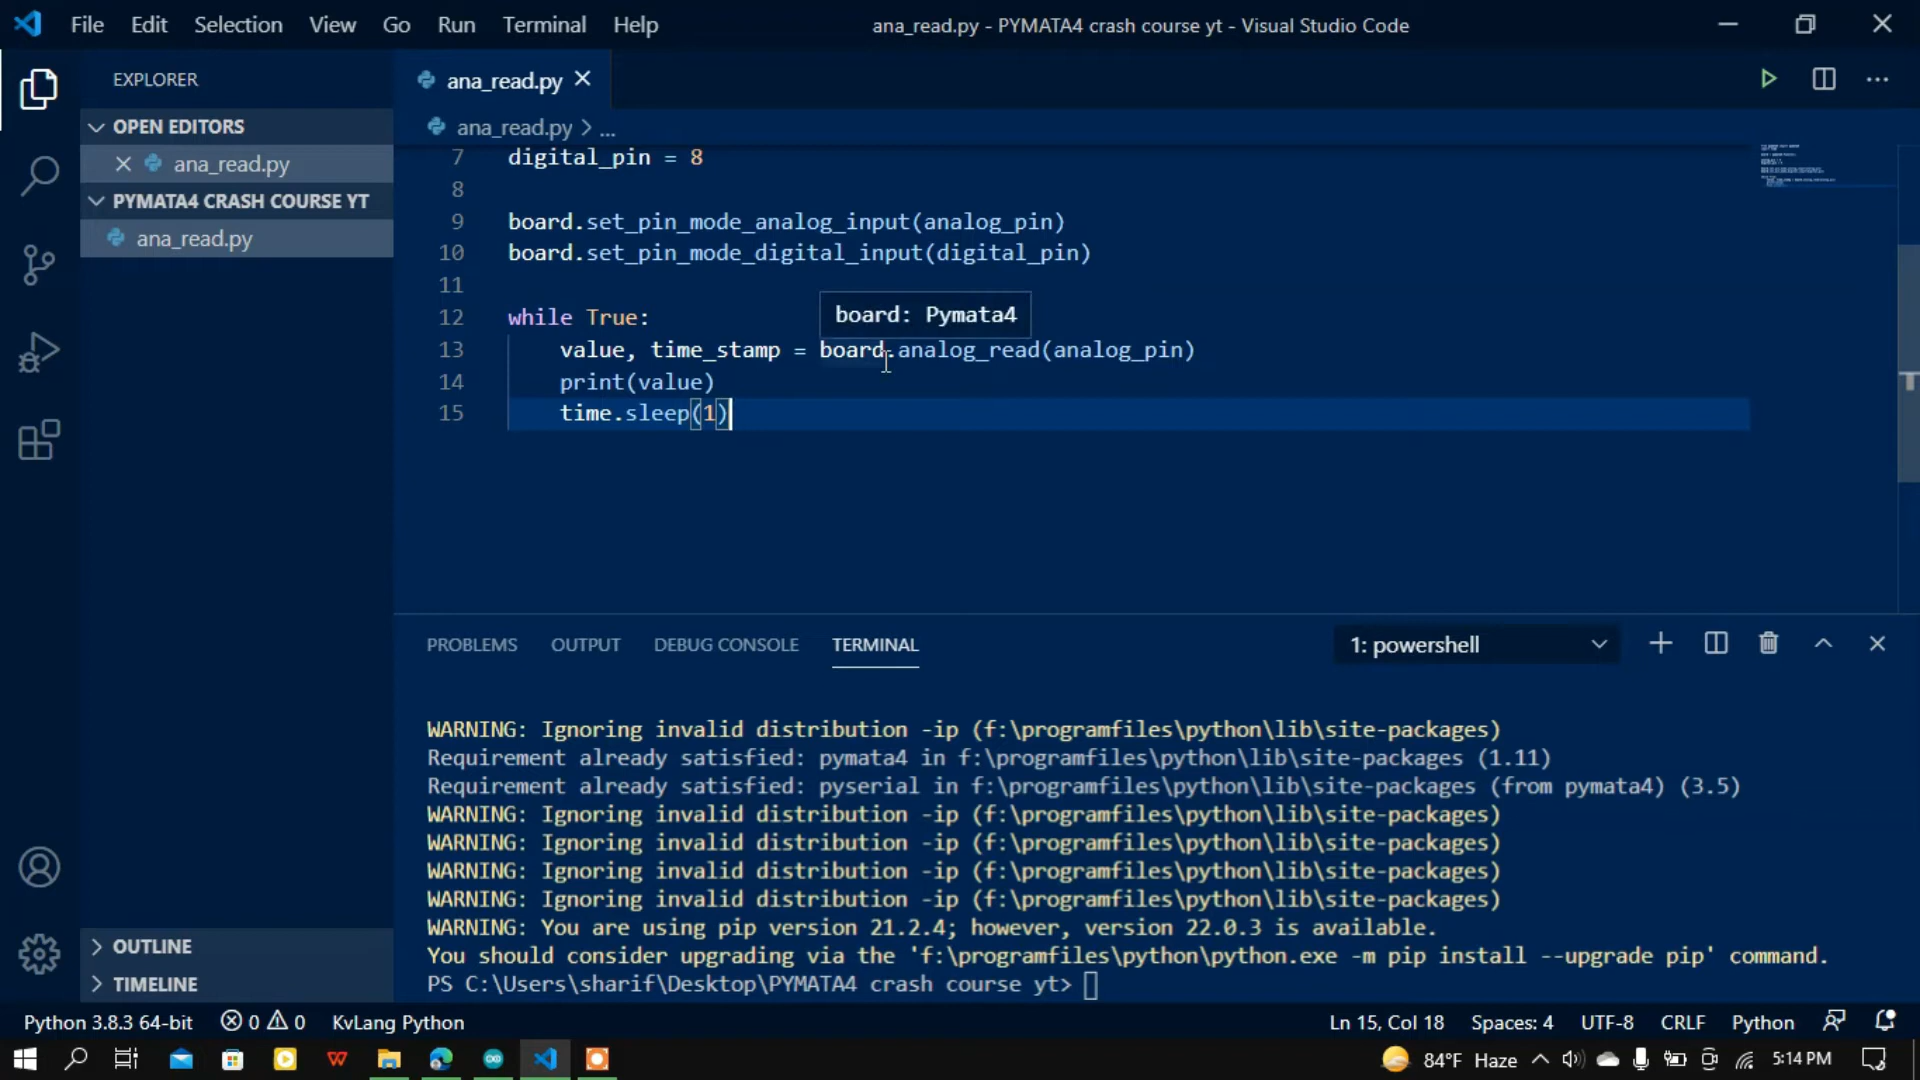 File Edit Selection View Go Run Terminal Help
ana_read.py - PYMATA4 crash course yt - Visual Studio Code
EXPLORER
OPEN EDITORS
ana_read.py
PYMATA4 CRASH COURSE YT
ana_read.py
OUTLINE
TIMELINE
ana_read.py
ana_read.py > ...
7 digital_pin = 8
8
9 board.set_pin_mode_analog_input(analog_pin)
10 board.set_pin_mode_digital_input(digital_pin)
11
board: Pymata4
12 while True:
13 value, time_stamp = board.analog_read(analog_pin)
14 print(value)
15 time.sleep(1)
PROBLEMS OUTPUT DEBUG CONSOLE TERMINAL
1: powershell
WARNING: Ignoring invalid distribution -ip (f:\programfiles\python\lib\site-packages)
Requirement already satisfied: pymata4 in f:\programfiles\python\lib\site-packages (1.11)
Requirement already satisfied: pyserial in f:\programfiles\python\lib\site-packages (from pymata4) (3.5)
WARNING: Ignoring invalid distribution -ip (f:\programfiles\python\lib\site-packages)
WARNING: Ignoring invalid distribution -ip (f:\programfiles\python\lib\site-packages)
WARNING: Ignoring invalid distribution -ip (f:\programfiles\python\lib\site-packages)
WARNING: Ignoring invalid distribution -ip (f:\programfiles\python\lib\site-packages)
WARNING: You are using pip version 21.2.4; however, version 22.0.3 is available.
You should consider upgrading via the 'f:\programfiles\python\python.exe -m pip install --upgrade pip' command.
PS C:\Users\sharif\Desktop\PYMATA4 crash course yt>
Python 3.8.3 64-bit 0 0 KvLang Python
Ln 15, Col 18 Spaces: 4 UTF-8 CRLF Python
84°F Haze 5:14 PM